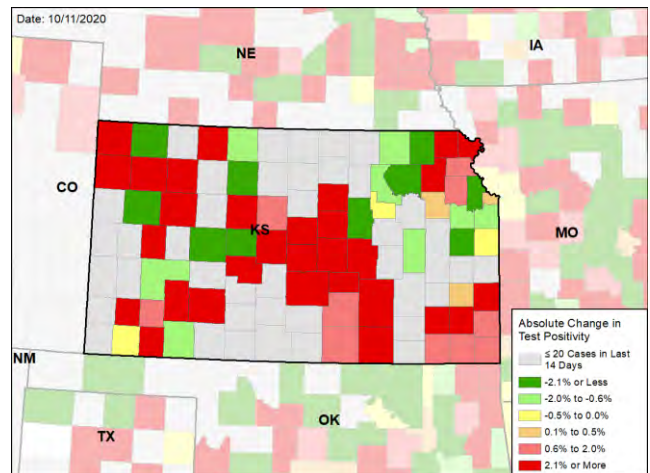 Date: 10/11/2020
NE
IA
CO
KS
MO
NM
OK
TX
Absolute Change in
Test Positivity
≤ 20 Cases in Last
14 Days
-2.1% or Less
-2.0% to -0.6%
-0.5% to 0.0%
0.1% to 0.5%
0.6% to 2.0%
2.1% or More